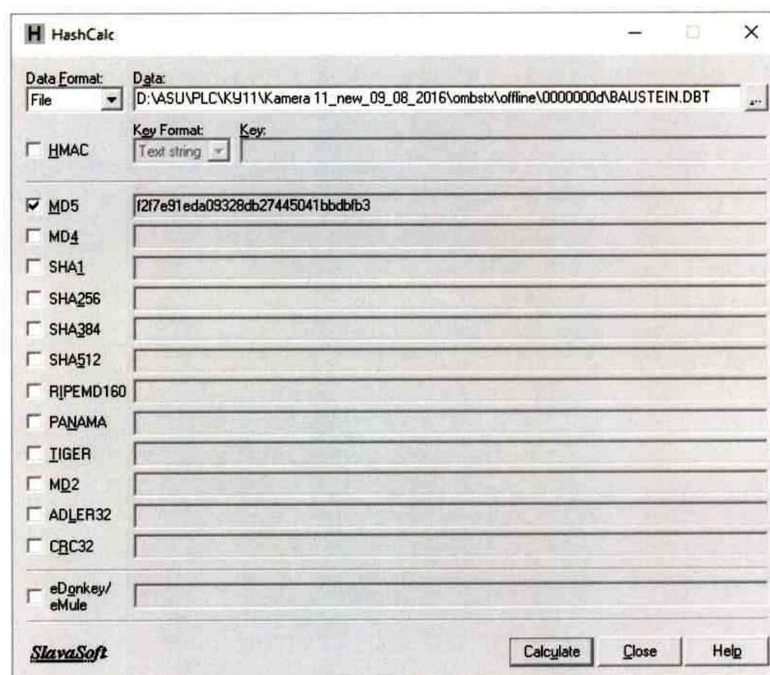 HashCalc
Data Format: Data:
File D:\ASU\PLC\KY11\Kamera 11_new_09_08_2016\ombstx\offline\0000000d\BAUSTEIN.DBT ...
Key Format: Key:
HMAC Text string
MD5 f2f7e91eda09328db27445041bbdbfb3
MD4
SHA1
SHA256
SHA384
SHA512
RIPEMD160
PANAMA
TIGER
MD2
ADLER32
CRC32
eDonkey/
eMule
SlavaSoft Calculate Close Help